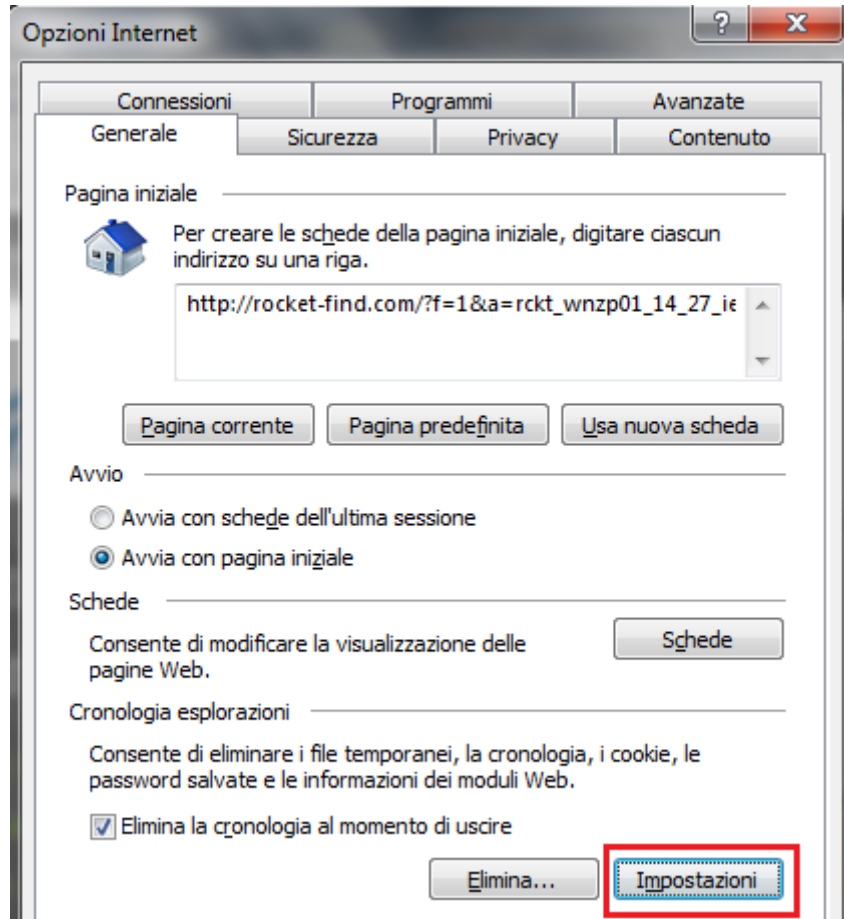 Opzioni Internet
?
X
Connessioni
Programmi
Avanzate
Generale
Sicurezza
Privacy
Contenuto
Pagina iniziale
Per creare le schede della pagina iniziale, digitare ciascun
indirizzo su una riga.
http://rocket-find.com/?f=1&a=rckt_wnzp01_14_27_ie
Pagina corrente
Pagina predefinita
Usa nuova scheda
Avvio
Avvia con schede dell'ultima sessione
Avvia con pagina iniziale
Schede
Consente di modificare la visualizzazione delle
pagine Web.
Schede
Cronologia esplorazioni
Consente di eliminare i file temporanei, la cronologia, i cookie, le
password salvate e le informazioni dei moduli Web.
Elimina la cronologia al momento di uscire
Elimina...
Impostazioni